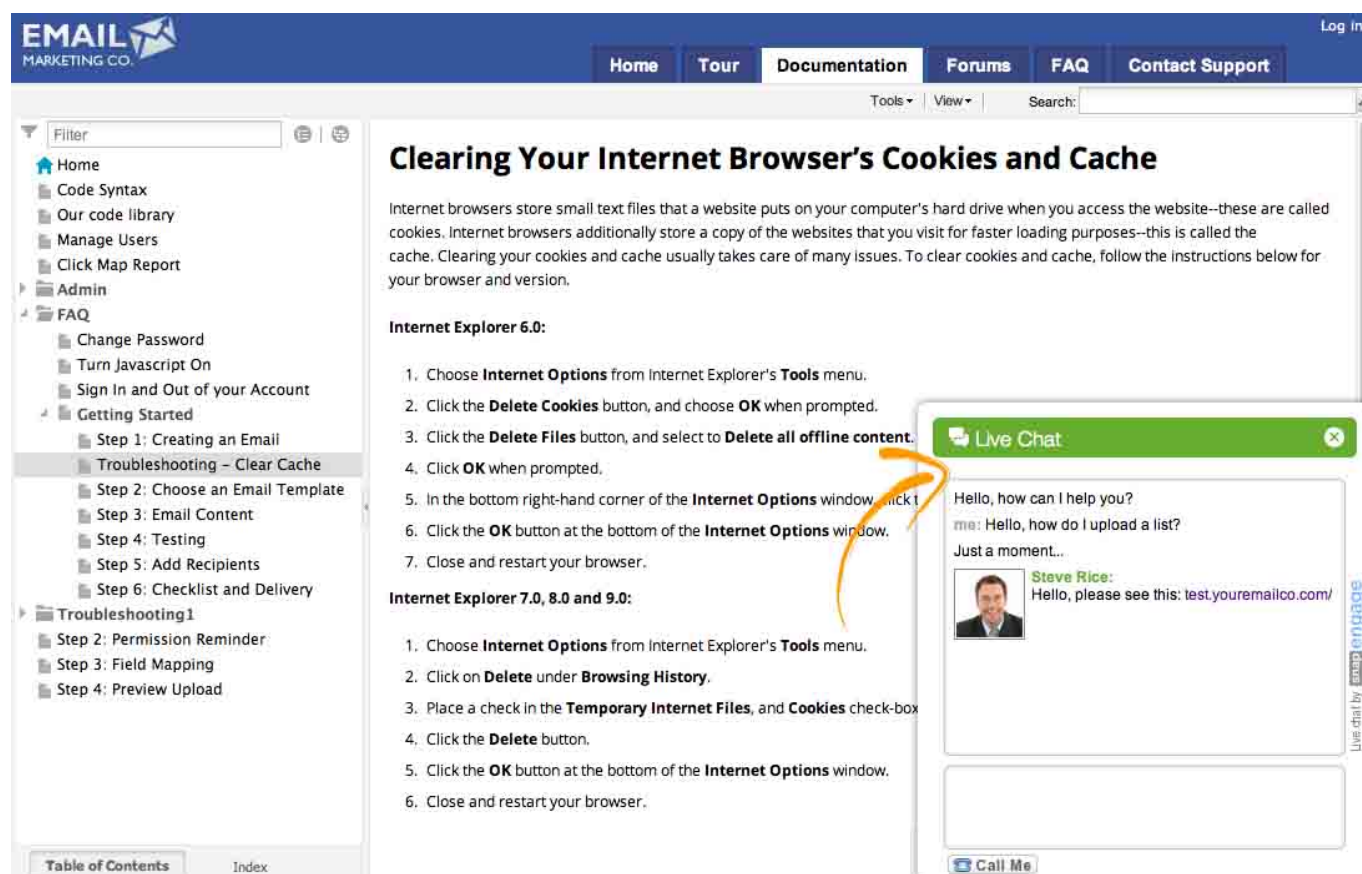 EMAIL
MARKETING CO.
Log in
Home Tour Documentation Forums FAQ Contact Support
Tools View Search:
Filter
Home
Code Syntax
Our code library
Manage Users
Click Map Report
Admin
FAQ
Change Password
Turn Javascript On
Sign In and Out of your Account
Getting Started
Step 1: Creating an Email
Troubleshooting – Clear Cache
Step 2: Choose an Email Template
Step 3: Email Content
Step 4: Testing
Step 5: Add Recipients
Step 6: Checklist and Delivery
Troubleshooting1
Step 2: Permission Reminder
Step 3: Field Mapping
Step 4: Preview Upload
Table of Contents Index
Clearing Your Internet Browser's Cookies and Cache
Internet browsers store small text files that a website puts on your computer's hard drive when you access the website--these are called
cookies. Internet browsers additionally store a copy of the websites that you visit for faster loading purposes--this is called the
cache. Clearing your cookies and cache usually takes care of many issues. To clear cookies and cache, follow the instructions below for
your browser and version.
Internet Explorer 6.0:
1. Choose Internet Options from Internet Explorer's Tools menu.
2. Click the Delete Cookies button, and choose OK when prompted.
3. Click the Delete Files button, and select to Delete all offline content.
4. Click OK when prompted.
5. In the bottom right-hand corner of the Internet Options window, click
6. Click the OK button at the bottom of the Internet Options window.
7. Close and restart your browser.
Internet Explorer 7.0, 8.0 and 9.0:
1. Choose Internet Options from Internet Explorer's Tools menu.
2. Click on Delete under Browsing History.
3. Place a check in the Temporary Internet Files, and Cookies check-box
4. Click the Delete button.
5. Click the OK button at the bottom of the Internet Options window.
6. Close and restart your browser.
Live Chat
Hello, how can I help you?
me: Hello, how do I upload a list?
Just a moment...
Steve Rice:
Hello, please see this: test.youremailco.com/
Call Me
Live chat by snapengage